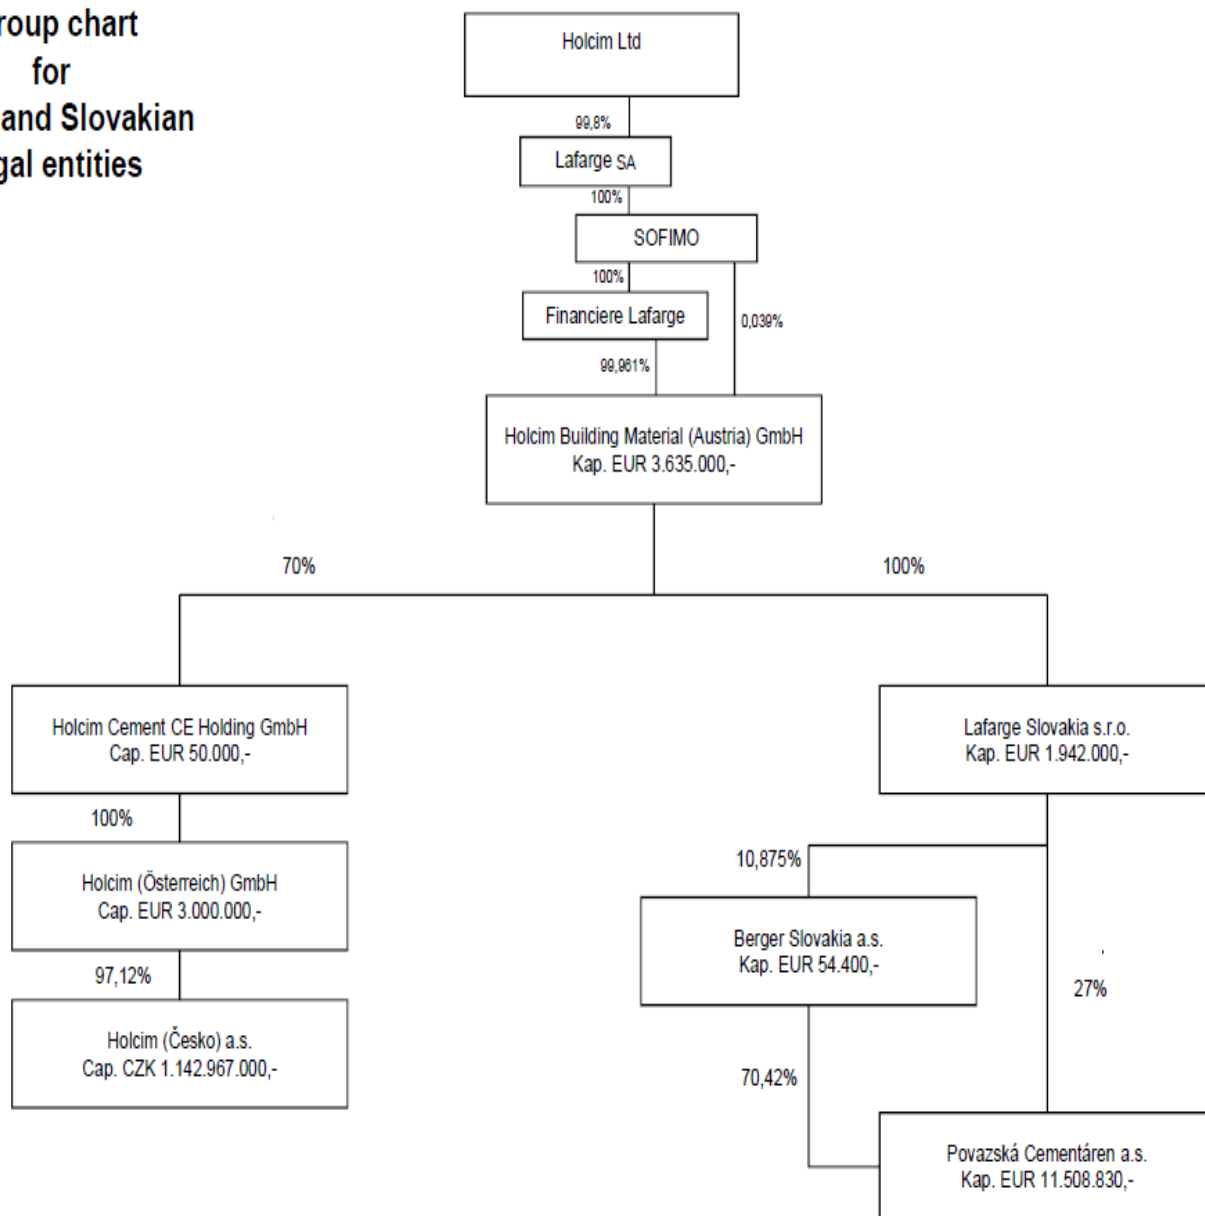 roup chart
for
and Slovakian
gal entities
Holcim Ltd
99,8%
Lafarge SA
100%
SOFIMO
100%
Financiere Lafarge
0,039%
99,961%
Holcim Building Material (Austria) GmbH
Kap. EUR 3.635.000,-
70%
100%
Holcim Cement CE Holding GmbH
Cap. EUR 50.000,-
Lafarge Slovakia s.r.o.
Kap. EUR 1.942.000,-
100%
10,875%
Holcim (Österreich) GmbH
Cap. EUR 3.000.000,-
Berger Slovakia a.s.
Kap. EUR 54.400,-
97,12%
27%
Holcim (Česko) a.s.
Cap. CZK 1.142.967.000,-
70,42%
Povazská Cementáren a.s.
Kap. EUR 11.508.830,-